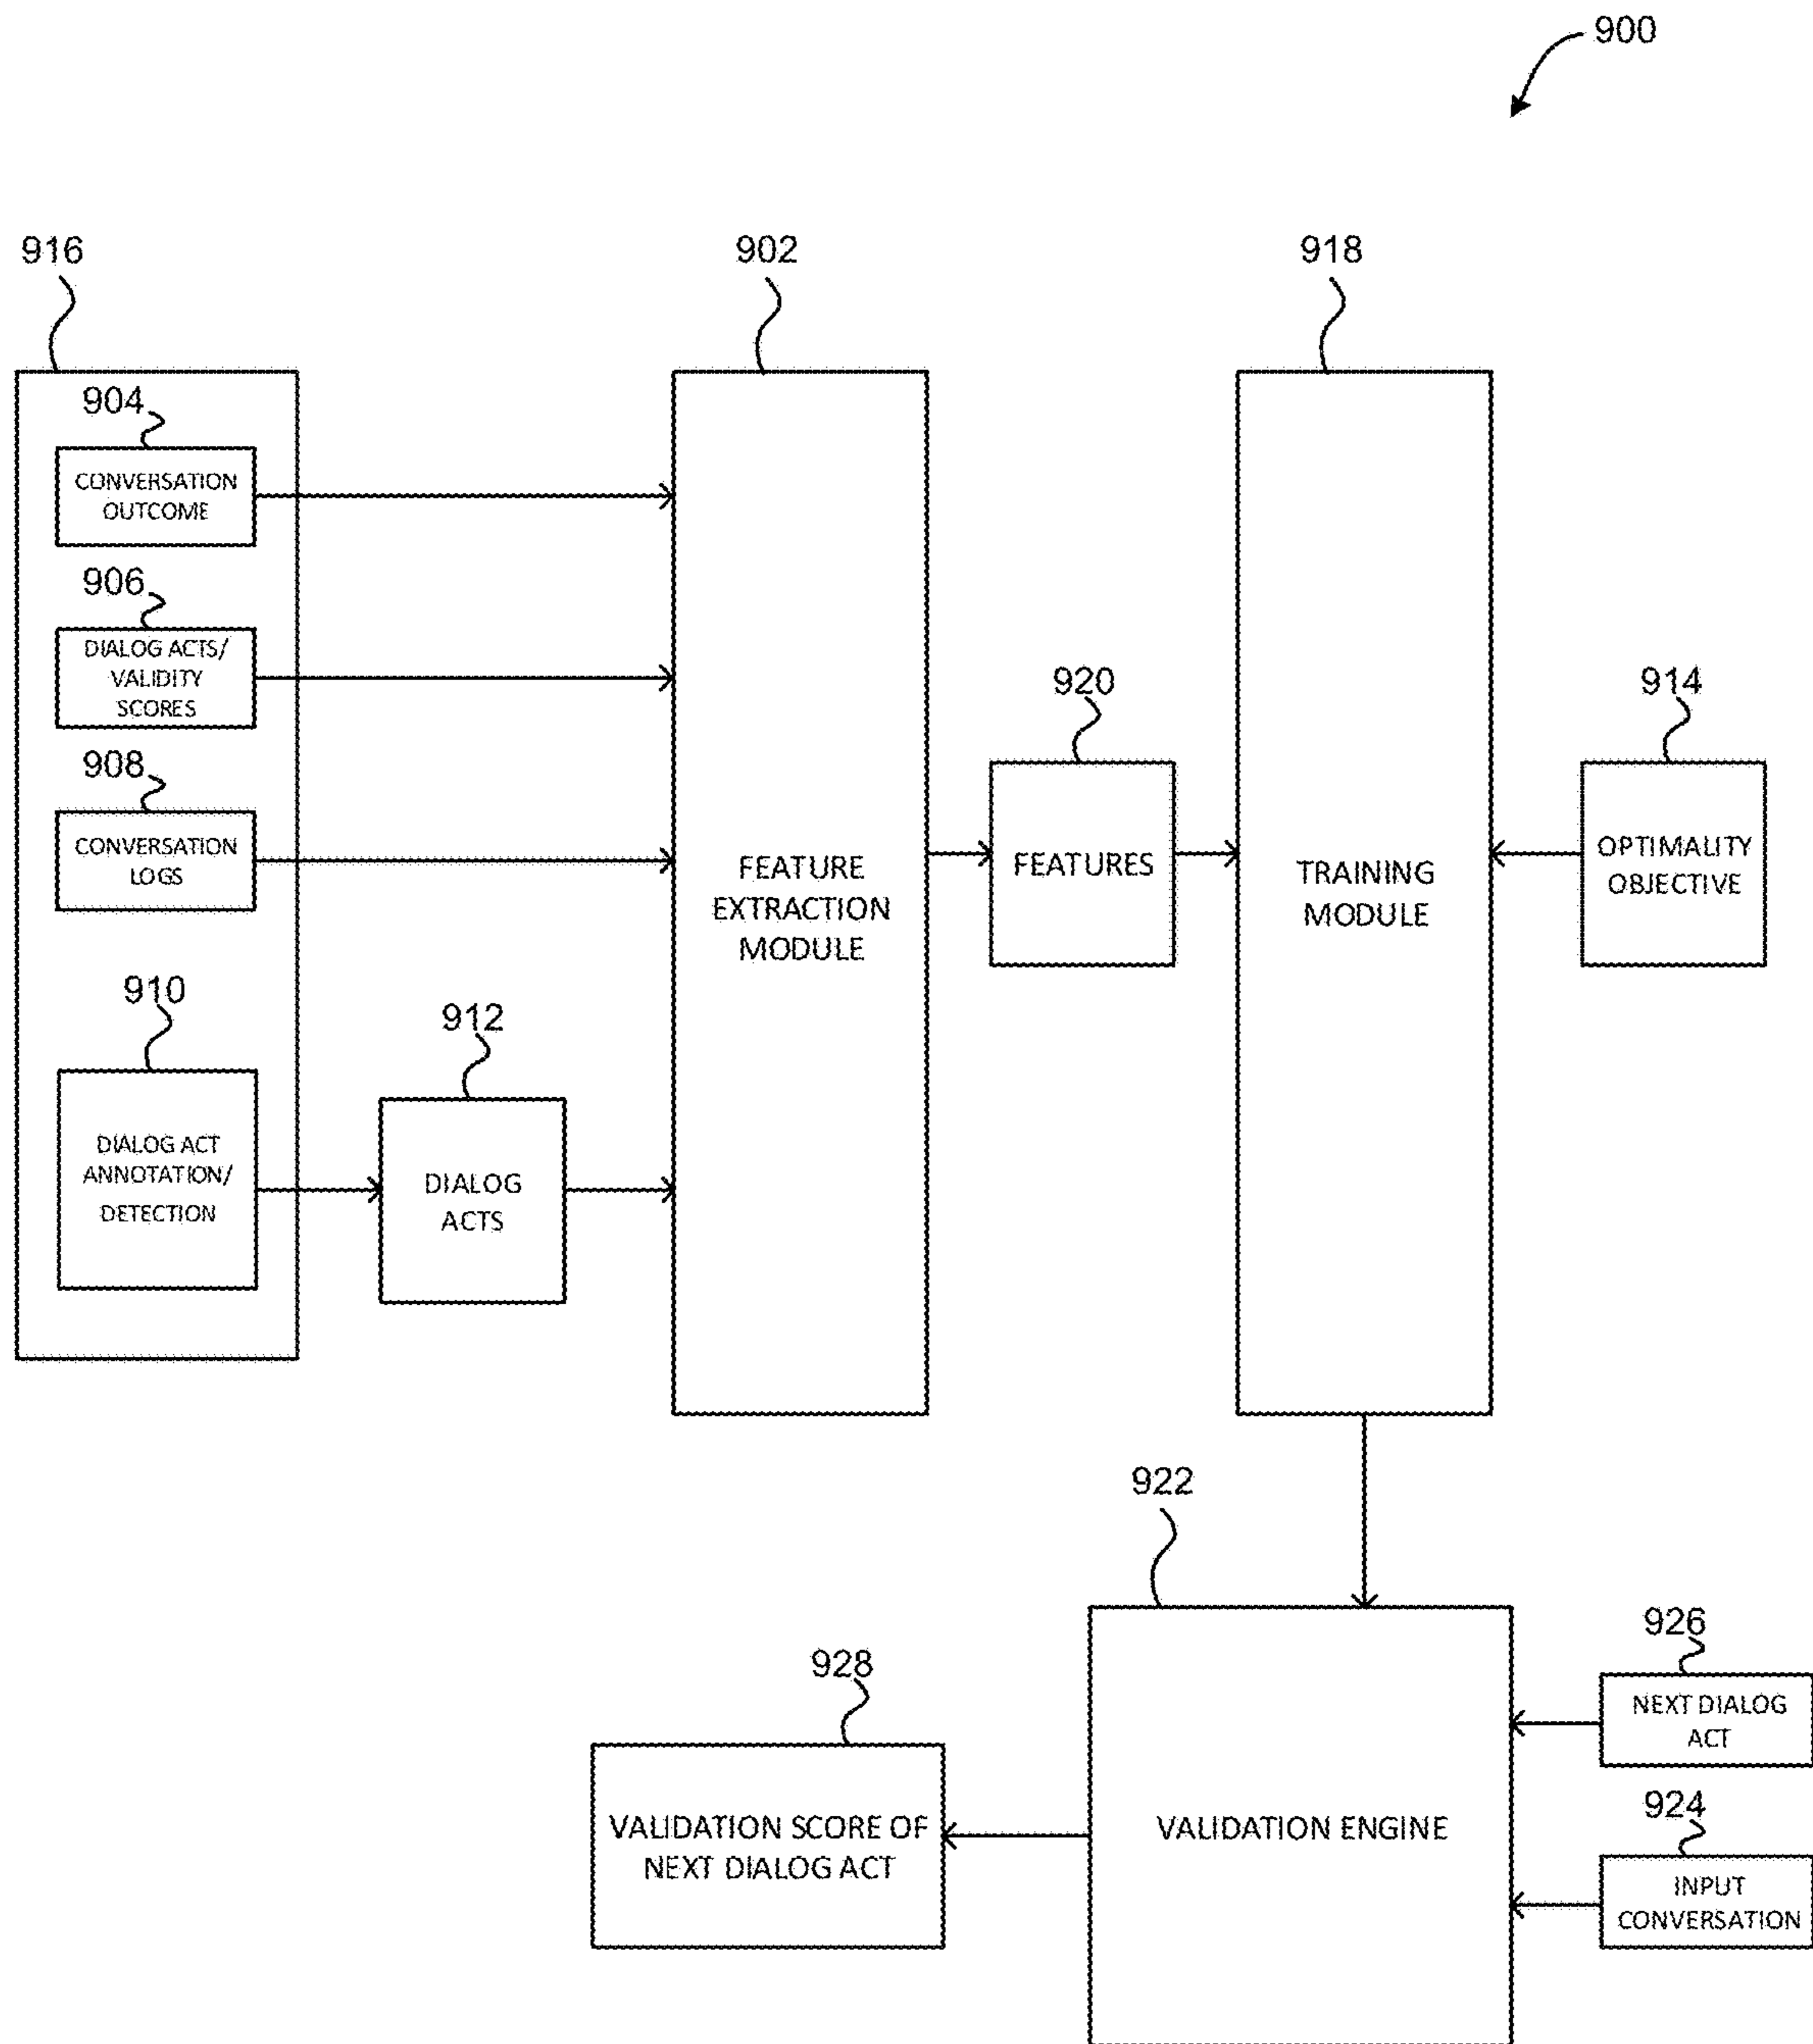 900
916
902
918
904
CONVERSATION
OUTCOME
906
DIALOG ACTS/
VALIDITY
SCORES
908
CONVERSATION
LOGS
910
DIALOG ACT
ANNOTATION/
DETECTION
912
DIALOG
ACTS
FEATURE
EXTRACTION
MODULE
920
FEATURES
TRAINING
MODULE
914
OPTIMALITY
OBJECTIVE
922
VALIDATION ENGINE
926
NEXT DIALOG
ACT
924
INPUT
CONVERSATION
928
VALIDATION SCORE OF
NEXT DIALOG ACT